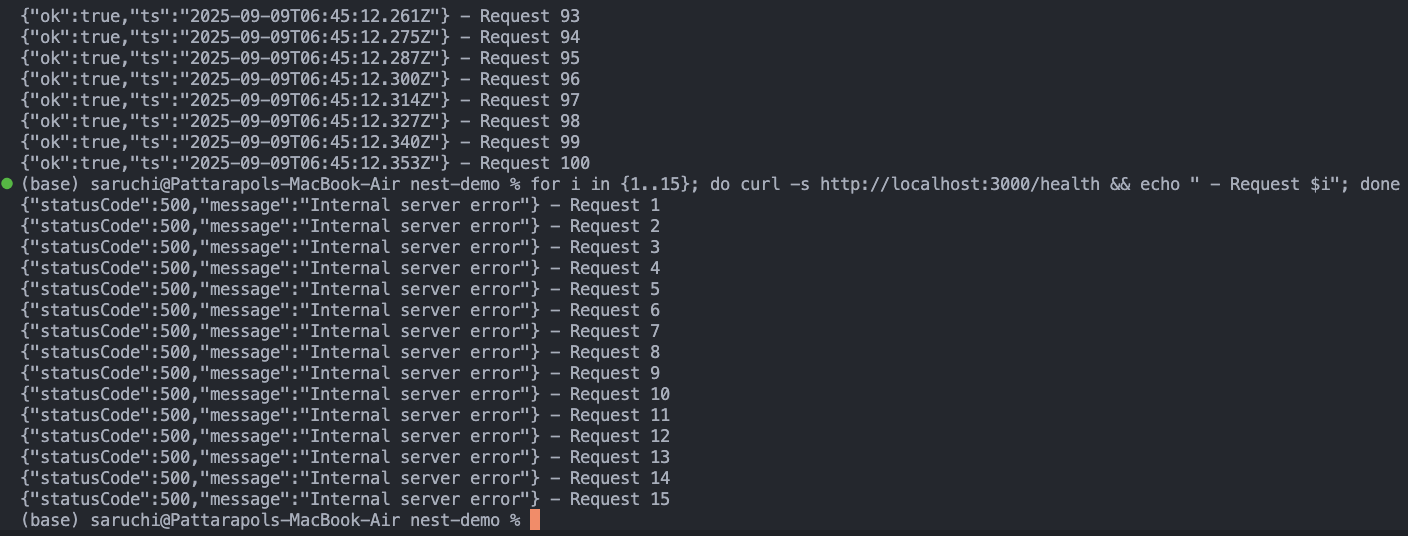 {"ok":true,"ts":"2025-09-09T06:45:12.261Z"} - Request 93
{"ok":true,"ts":"2025-09-09T06:45:12.275Z"} - Request 94
{"ok":true,"ts":"2025-09-09T06:45:12.287Z"} - Request 95
{"ok":true,"ts":"2025-09-09T06:45:12.300Z"} - Request 96
{"ok":true,"ts":"2025-09-09T06:45:12.314Z"} - Request 97
{"ok":true,"ts":"2025-09-09T06:45:12.327Z"} - Request 98
{"ok":true,"ts":"2025-09-09T06:45:12.340Z"} - Request 99
{"ok":true,"ts":"2025-09-09T06:45:12.353Z"} - Request 100
(base) saruchi@Pattarapols-MacBook-Air nest-demo % for i in {1..15}; do curl -s http://localhost:3000/health && echo " - Request $i"; done
{"statusCode":500,"message":"Internal server error"} - Request 1
{"statusCode":500,"message":"Internal server error"} - Request 2
{"statusCode":500,"message":"Internal server error"} - Request 3
{"statusCode":500,"message":"Internal server error"} - Request 4
{"statusCode":500,"message":"Internal server error"} - Request 5
{"statusCode":500,"message":"Internal server error"} - Request 6
{"statusCode":500,"message":"Internal server error"} - Request 7
{"statusCode":500,"message":"Internal server error"} - Request 8
{"statusCode":500,"message":"Internal server error"} - Request 9
{"statusCode":500,"message":"Internal server error"} - Request 10
{"statusCode":500,"message":"Internal server error"} - Request 11
{"statusCode":500,"message":"Internal server error"} - Request 12
{"statusCode":500,"message":"Internal server error"} - Request 13
{"statusCode":500,"message":"Internal server error"} - Request 14
{"statusCode":500,"message":"Internal server error"} - Request 15
(base) saruchi@Pattarapols-MacBook-Air nest-demo %